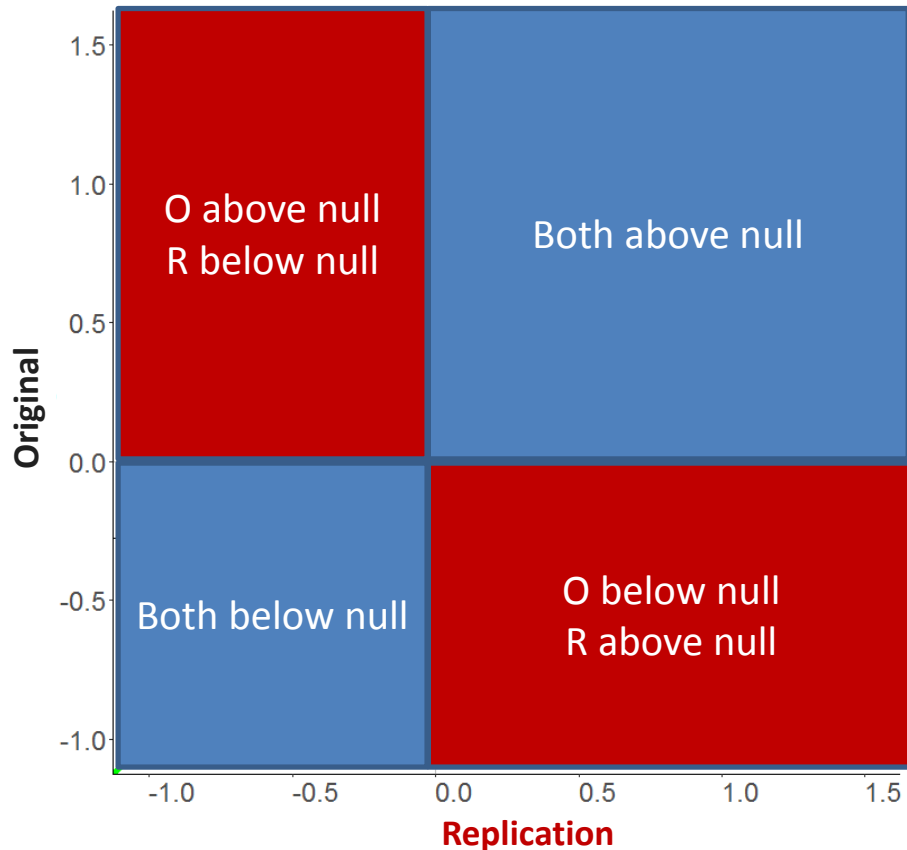 1.5
1.0
0.5
0.0
-0.5
-1.0
Original
O above null
R below null
Both above null
Both below null
O below null
R above null
-1.0 -0.5 0.0 0.5 1.0 1.5
Replication